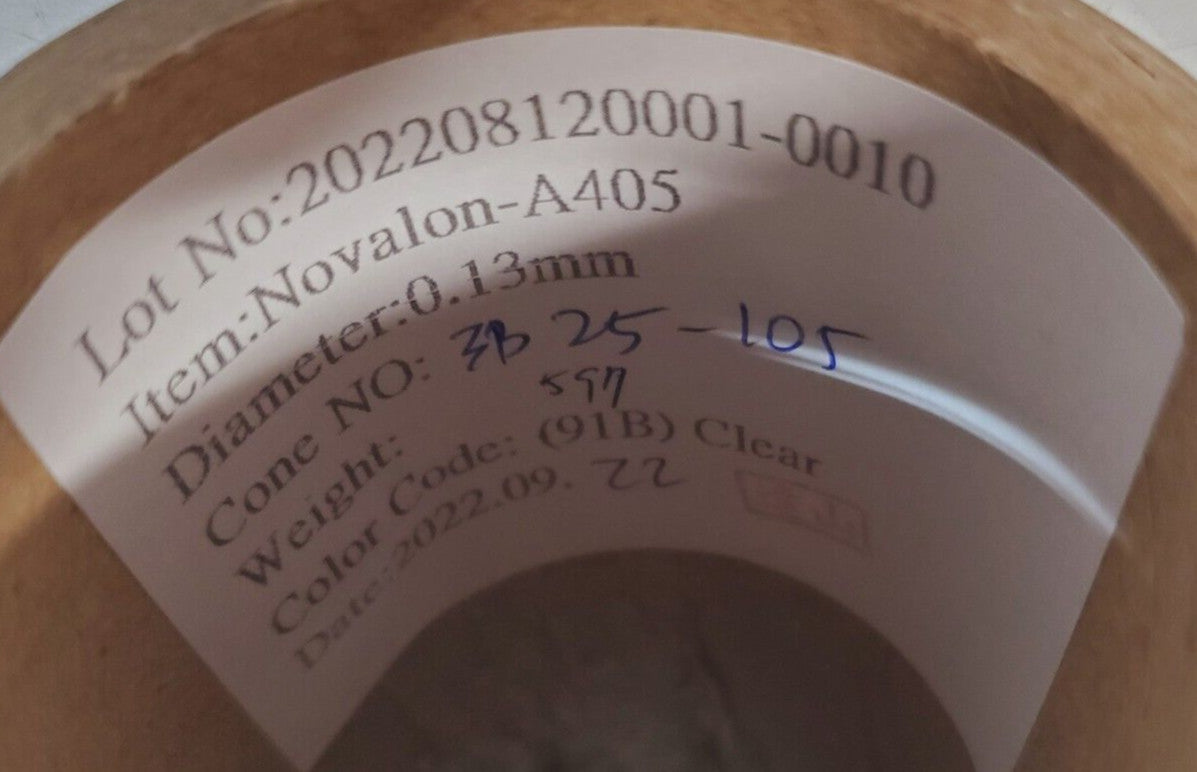 Lot No:202208120001-0010
Item:Novalon-A405
Diameter:0.13mm
Cone NO: 3B 25-105
Weight: 597
Color Code: (91B) Clear
Date:2022.09. 22